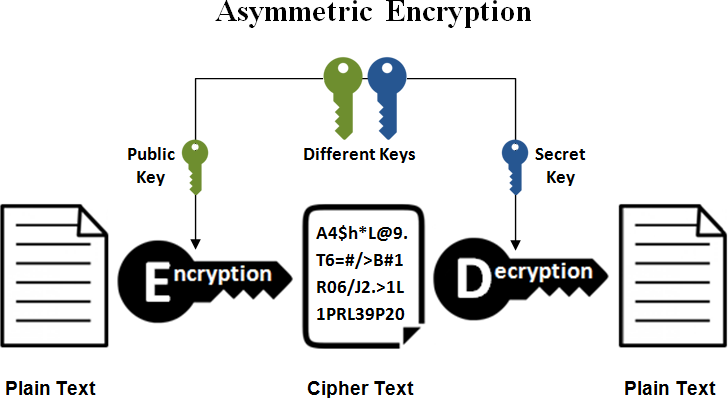 Asymmetric Encryption
Public
Key
Different Keys
Secret
Key
A4$h*L@9.
T6=#/>B#1
R06/J2.>1L
1PRL39P20
Encryption
Decryption
Plain Text
Cipher Text
Plain Text